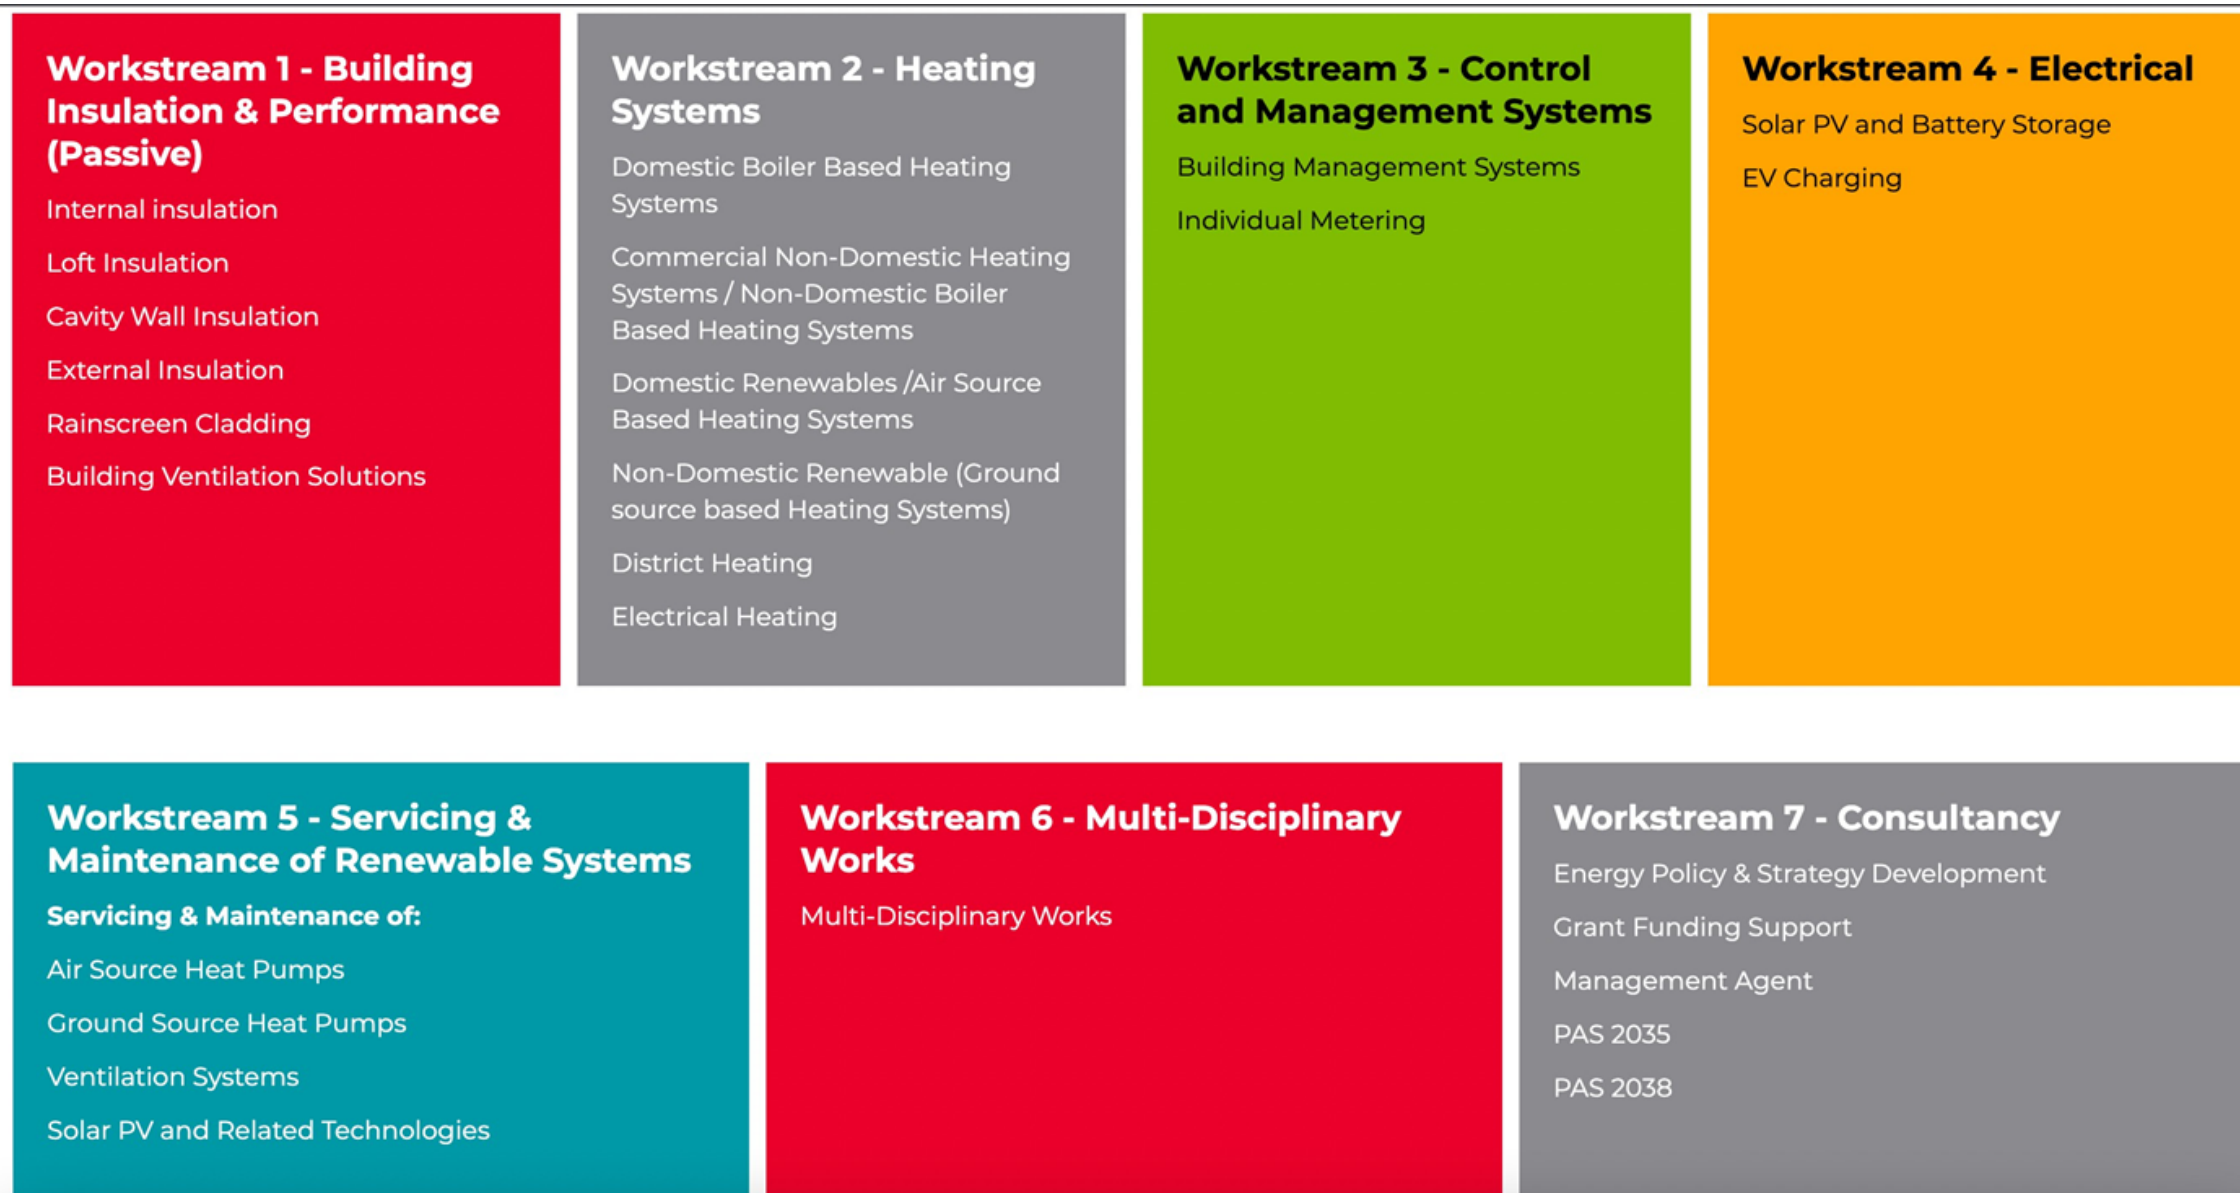 Workstream 1 - Building
Insulation & Performance
(Passive)
Internal insulation
Loft Insulation
Cavity Wall Insulation
External Insulation
Rainscreen Cladding
Building Ventilation Solutions
Workstream 2 - Heating
Systems
Domestic Boiler Based Heating
Systems
Commercial Non-Domestic Heating
Systems / Non-Domestic Boiler
Based Heating Systems
Domestic Renewables /Air Source
Based Heating Systems
Non-Domestic Renewable (Ground
source based Heating Systems)
District Heating
Electrical Heating
Workstream 3 - Control
and Management Systems
Building Management Systems
Individual Metering
Workstream 4 - Electrical
Solar PV and Battery Storage
EV Charging
Workstream 5 - Servicing &
Maintenance of Renewable Systems
Servicing & Maintenance of:
Air Source Heat Pumps
Ground Source Heat Pumps
Ventilation Systems
Solar PV and Related Technologies
Workstream 6 - Multi-Disciplinary
Works
Multi-Disciplinary Works
Workstream 7 - Consultancy
Energy Policy & Strategy Development
Grant Funding Support
Management Agent
PAS 2035
PAS 2038